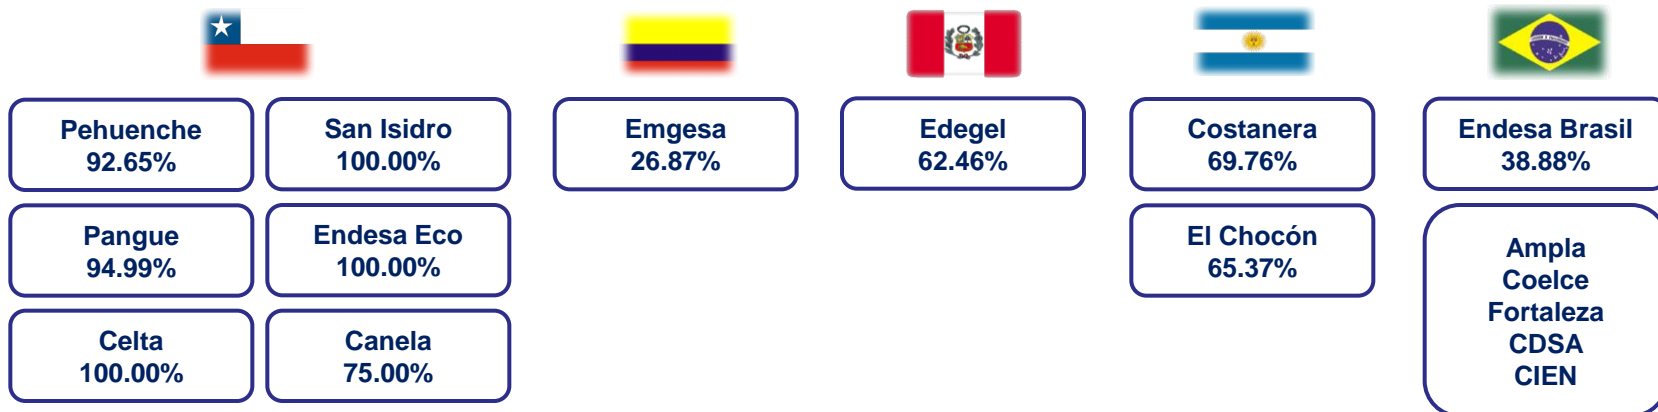 Pehuenche
92.65%
San Isidro
100.00%
Emgesa
26.87%
Edegel
62.46%
Costanera
69.76%
Endesa Brasil
38.88%
Pangue
94.99%
Endesa Eco
100.00%
El Chocón
65.37%
Ampla
Coelce
Fortaleza
CDSA
CIEN
Celta
100.00%
Canela
75.00%